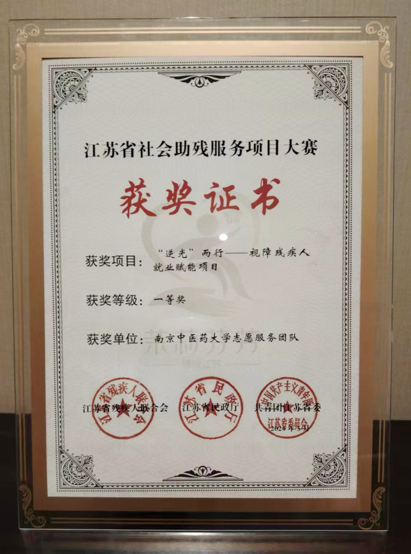 江苏省社会助残服务项目大赛
获奖证书
获奖项目：“逆光”而行——视障残疾人
就业赋能项目
获奖等级：一等奖
获奖单位：南京中医药大学志愿服务团队
江苏省残疾人联合会 江苏省民政厅 共青团江苏省委